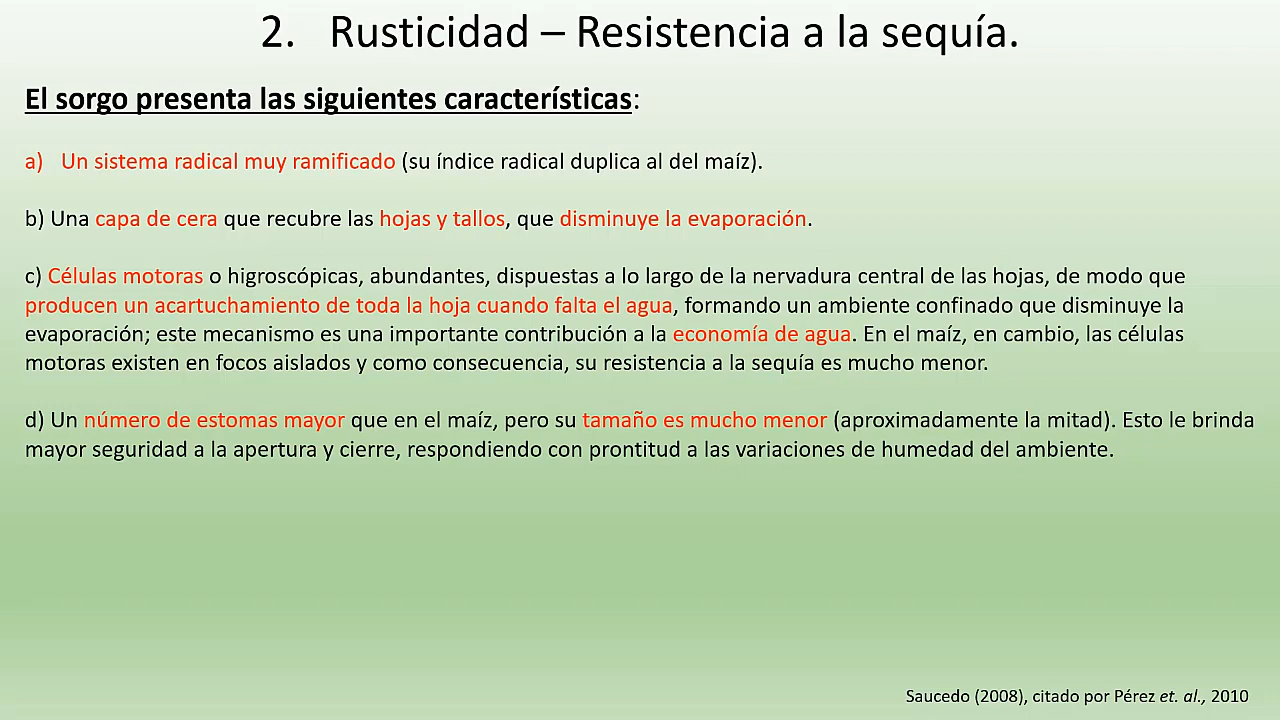 2. Rusticidad – Resistencia a la sequía.
El sorgo presenta las siguientes características:
a) Un sistema radical muy ramificado (su índice radical duplica al del maíz).
b) Una capa de cera que recubre las hojas y tallos, que disminuye la evaporación.
c) Células motoras o higroscópicas, abundantes, dispuestas a lo largo de la nervadura central de las hojas, de modo que
producen un acartuchamiento de toda la hoja cuando falta el agua, formando un ambiente confinado que disminuye la
evaporación; este mecanismo es una importante contribución a la economía de agua. En el maíz, en cambio, las células
motoras existen en focos aislados y como consecuencia, su resistencia a la sequía es mucho menor.
d) Un número de estomas mayor que en el maíz, pero su tamaño es mucho menor (aproximadamente la mitad). Esto le brinda
mayor seguridad a la apertura y cierre, respondiendo con prontitud a las variaciones de humedad del ambiente.
Saucedo (2008), citado por Pérez et. al., 2010